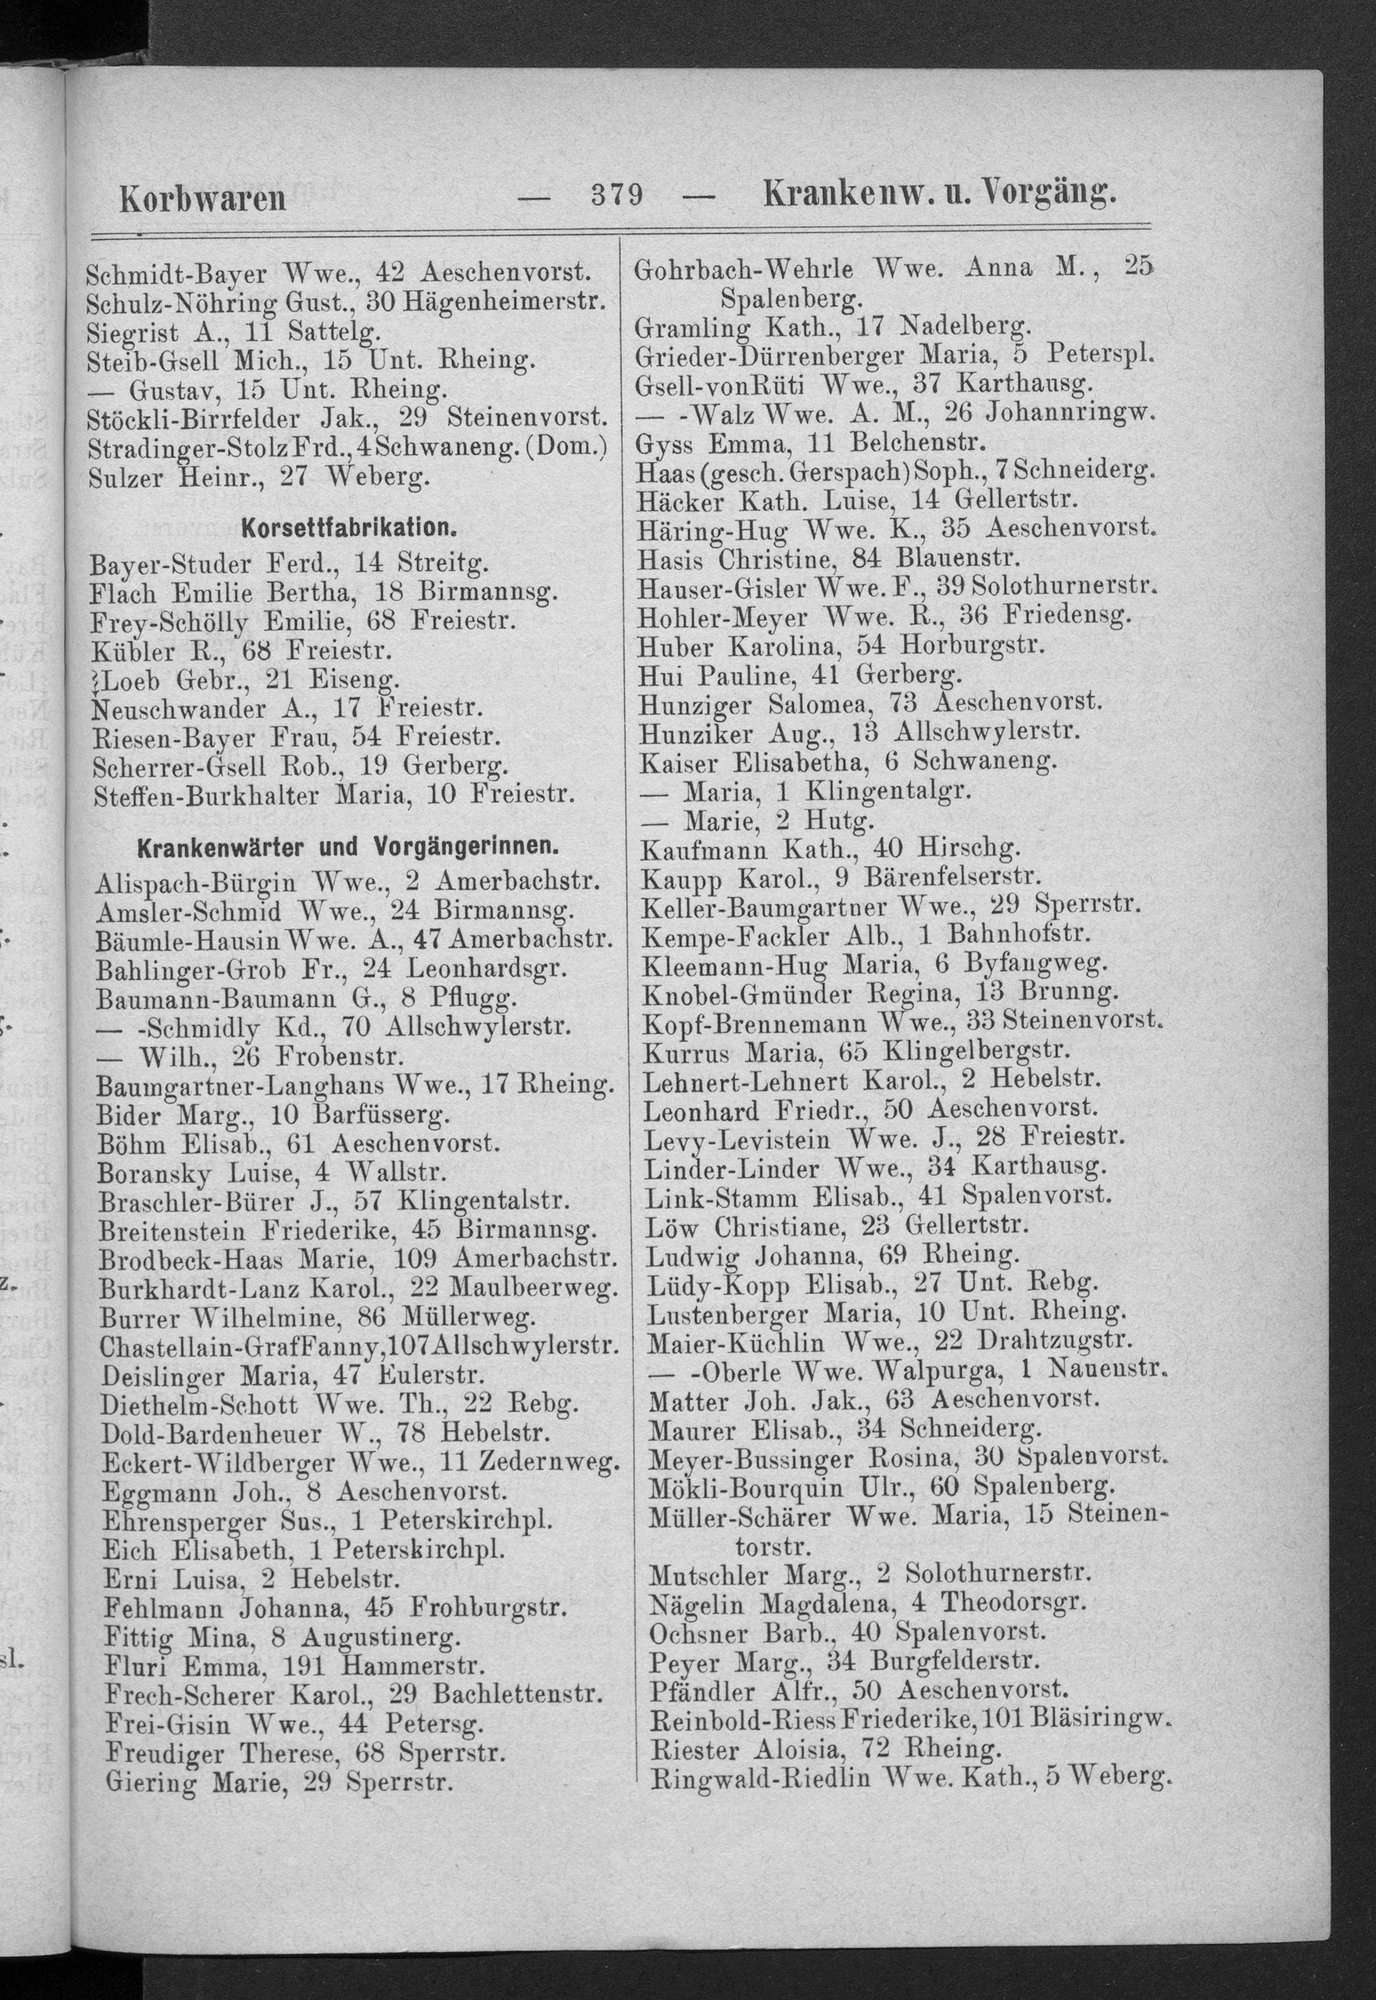 Korbwaren — 379 — Krankenw. u. Vorgäng.
Schmidt-Bayer Wwe., 42 Aeschenvorst.
Schulz-Nöhring Gust., 30 Hägenheimerstr.
Siegrist A., 11 Sattelg.
Steib-Gsell Mich., 15 Unt. Rheing.
— Gustav, 15 Unt. Rheing.
Stöckli-Birrfelder Jak., 29 Steinenvorst.
Stradinger-Stolz Frd., 4 Schwaneng. (Dom.)
Sulzer Heinr., 27 Weberg.
Korsettfabrikation.
Bayer-Studer Ferd., 14 Streitg.
Flach Emilie Bertha, 18 Birmannsg.
Frey-Schölly Emilie, 68 Freiestr.
Kübler R., 68 Freiestr.
Loeb Gebr., 21 Eiseng.
Neuschwander A., 17 Freiestr.
Riesen-Bayer Frau, 54 Freiestr.
Scherrer-Gsell Rob., 19 Gerberg.
Steffen-Burkhalter Maria, 10 Freiestr.
Krankenwärter und Vorgängerinnen.
Alispach-Bürgin Wwe., 2 Amerbachstr.
Amsler-Schmid Wwe., 24 Birmannsg.
Bäumle-Hausin Wwe. A., 47 Amerbachstr.
Bahlinger-Grob Fr., 24 Leonhardsgr.
Baumann-Baumann G., 8 Pflugg.
— -Schmidly Kd., 70 Allschwylerstr.
— Wilh., 26 Frobenstr.
Baumgartner-Langhans Wwe., 17 Rheing.
Bider Marg., 10 Barfüsserg.
Böhm Elisab., 61 Aeschenvorst.
Boransky Luise, 4 Wallstr.
Braschler-Bürer J., 57 Klingentalstr.
Breitenstein Friederike, 45 Birmannsg.
Brodbeck-Haas Marie, 109 Amerbachstr.
Burkhardt-Lanz Karol., 22 Maulbeerweg.
Burrer Wilhelmine, 86 Müllerweg.
Chastellain-Graf Fanny, 107 Allschwylerstr.
Deislinger Maria, 47 Eulerstr.
Diethelm-Schott Wwe. Th., 22 Rebg.
Dold-Bardenheuer W., 78 Hebelstr.
Eckert-Wildberger Wwe., 11 Zedernweg.
Eggmann Joh., 8 Aeschenvorst.
Ehrensperger Sus., 1 Peterskirchpl.
Eich Elisabeth, 1 Peterskirchpl.
Erni Luisa, 2 Hebelstr.
Fehlmann Johanna, 45 Frohburgstr.
Fittig Mina, 8 Augustinerg.
Fluri Emma, 191 Hammerstr.
Frech-Scherer Karol., 29 Bachlettenstr.
Frei-Gisin Wwe., 44 Petersg.
Freudiger Therese, 68 Sperrstr.
Giering Marie, 29 Sperrstr.
Gohrbach-Wehrle Wwe. Anna M., 25
Spalenberg.
Gramling Kath., 17 Nadelberg.
Grieder-Dürrenberger Maria, 5 Peterspl.
Gsell-von Rüti Wwe., 37 Karthausg.
— -Walz Wwe. A. M., 26 Johannringw.
Gyss Emma, 11 Belchenstr.
Haas (gesch. Gerspach) Soph., 7 Schneiderg.
Häcker Kath. Luise, 14 Gellertstr.
Häring-Hug Wwe. K., 35 Aeschenvorst.
Hasis Christine, 84 Blauenstr.
Hauser-Gisler Wwe. F., 39 Solothurnerstr.
Hohler-Meyer Wwe. R., 36 Friedensg.
Huber Karolina, 54 Horburgstr.
Hui Pauline, 41 Gerberg.
Hunziger Salomea, 73 Aeschenvorst.
Hunziker Aug., 13 Allschwylerstr.
Kaiser Elisabetha, 6 Schwaneng.
— Maria, 1 Klingentalgr.
— Marie, 2 Hutg.
Kaufmann Kath., 40 Hirschg.
Kaupp Karol., 9 Bärenfelserstr.
Keller-Baumgartner Wwe., 29 Sperrstr.
Kempe-Fackler Alb., 1 Bahnhofstr.
Kleemann-Hug Maria, 6 Byfangweg.
Knobel-Gmünder Regina, 13 Brunng.
Kopf-Brennemann Wwe., 33 Steinenvorst.
Kurrus Maria, 65 Klingelbergstr.
Lehnert-Lehnert Karol., 2 Hebelstr.
Leonhard Friedr., 50 Aeschenvorst.
Levy-Levistein Wwe. J., 28 Freiestr.
Linder-Linder Wwe., 34 Karthausg.
Link-Stamm Elisab., 41 Spalenvorst.
Löw Christiane, 23 Gellertstr.
Ludwig Johanna, 69 Rheing.
Lüdy-Kopp Elisab., 27 Unt. Rebg.
Lustenberger Maria, 10 Unt. Rheing.
Maier-Küchlin Wwe., 22 Drahtzugstr.
— -Oberle Wwe. Walpurga, 1 Nauenstr.
Matter Joh. Jak., 63 Aeschenvorst.
Maurer Elisab., 34 Schneiderg.
Meyer-Bussinger Rosina, 30 Spalenvorst.
Mökli-Bourquin Ulr., 60 Spalenberg.
Müller-Schärer Wwe. Maria, 15 Steinen-
torstr.
Mutschler Marg., 2 Solothurnerstr.
Nägelin Magdalena, 4 Theodorsgr.
Ochsner Barb., 40 Spalenvorst.
Peyer Marg., 34 Burgfelderstr.
Pfändler Alfr., 50 Aeschenvorst.
Reinbold-Riess Friederike, 101 Bläsiringw.
Riester Aloisia, 72 Rheing.
Ringwald-Riedlin Wwe. Kath., 5 Weberg.